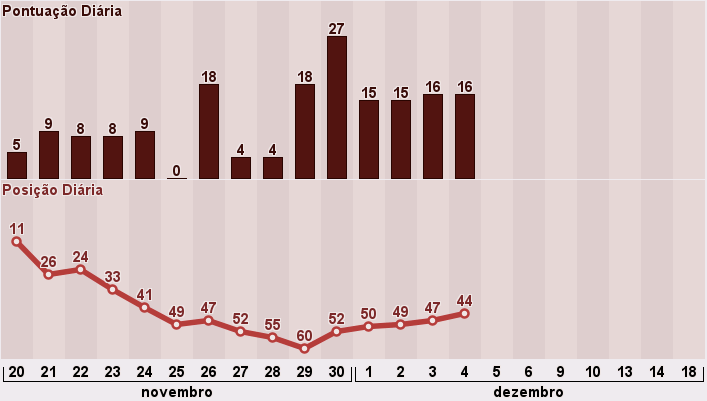 Pontuação Diária
5 9 8 8 9 0 18 4 4 18 27 15 15 16 16
Posição Diária
11 26 24 33 41 49 47 52 55 60 52 50 49 47 44
20 21 22 23 24 25 26 27 28 29 30 1 2 3 4 5 6 9 10 13 14 18
novembro dezembro